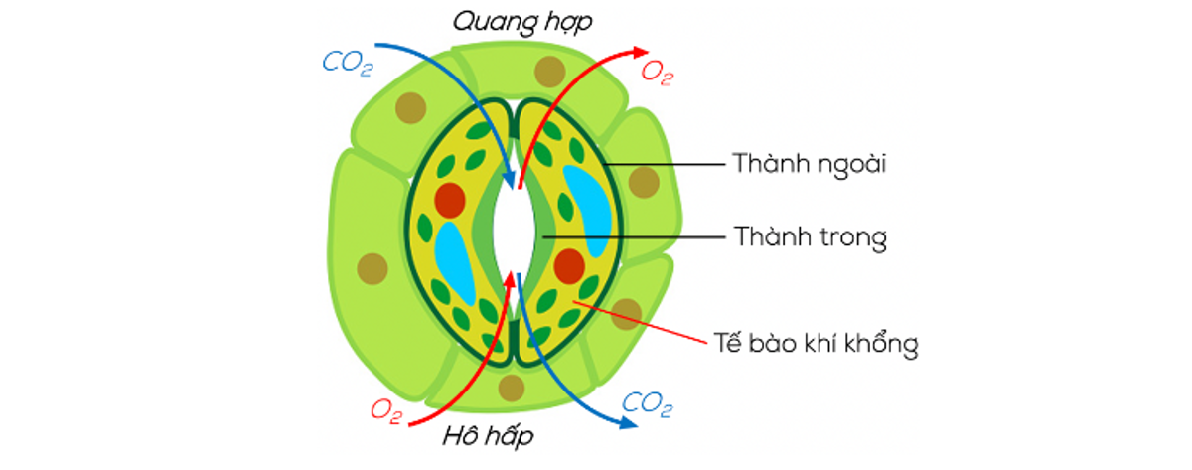 Quang hợp
CO₂
O₂
Thành ngoài
Thành trong
Tế bào khí khổng
O₂
CO₂
Hô hấp